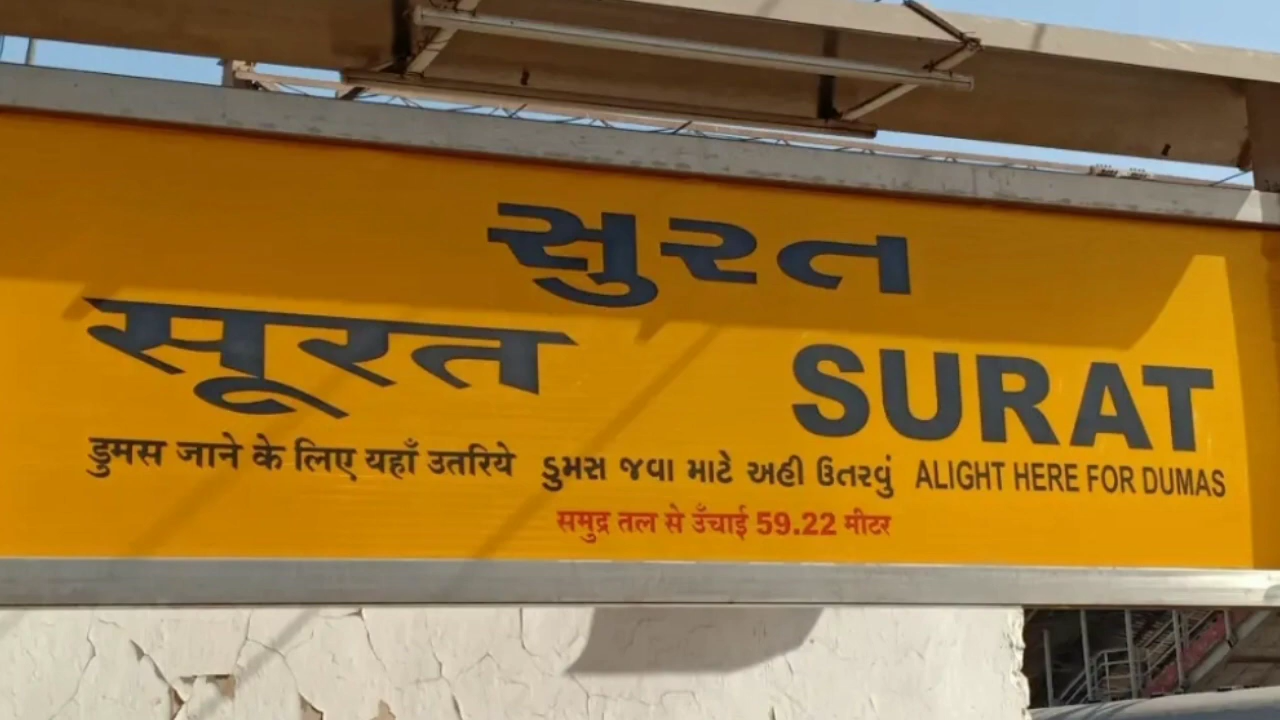 સુરત
सूरत SURAT
डुमस जाने के लिए यहाँ उतरिये ડુમસ જવા માટે અહી ઉતરવું ALIGHT HERE FOR DUMAS
समुद्र तल से उँचाई 59.22 मीटर